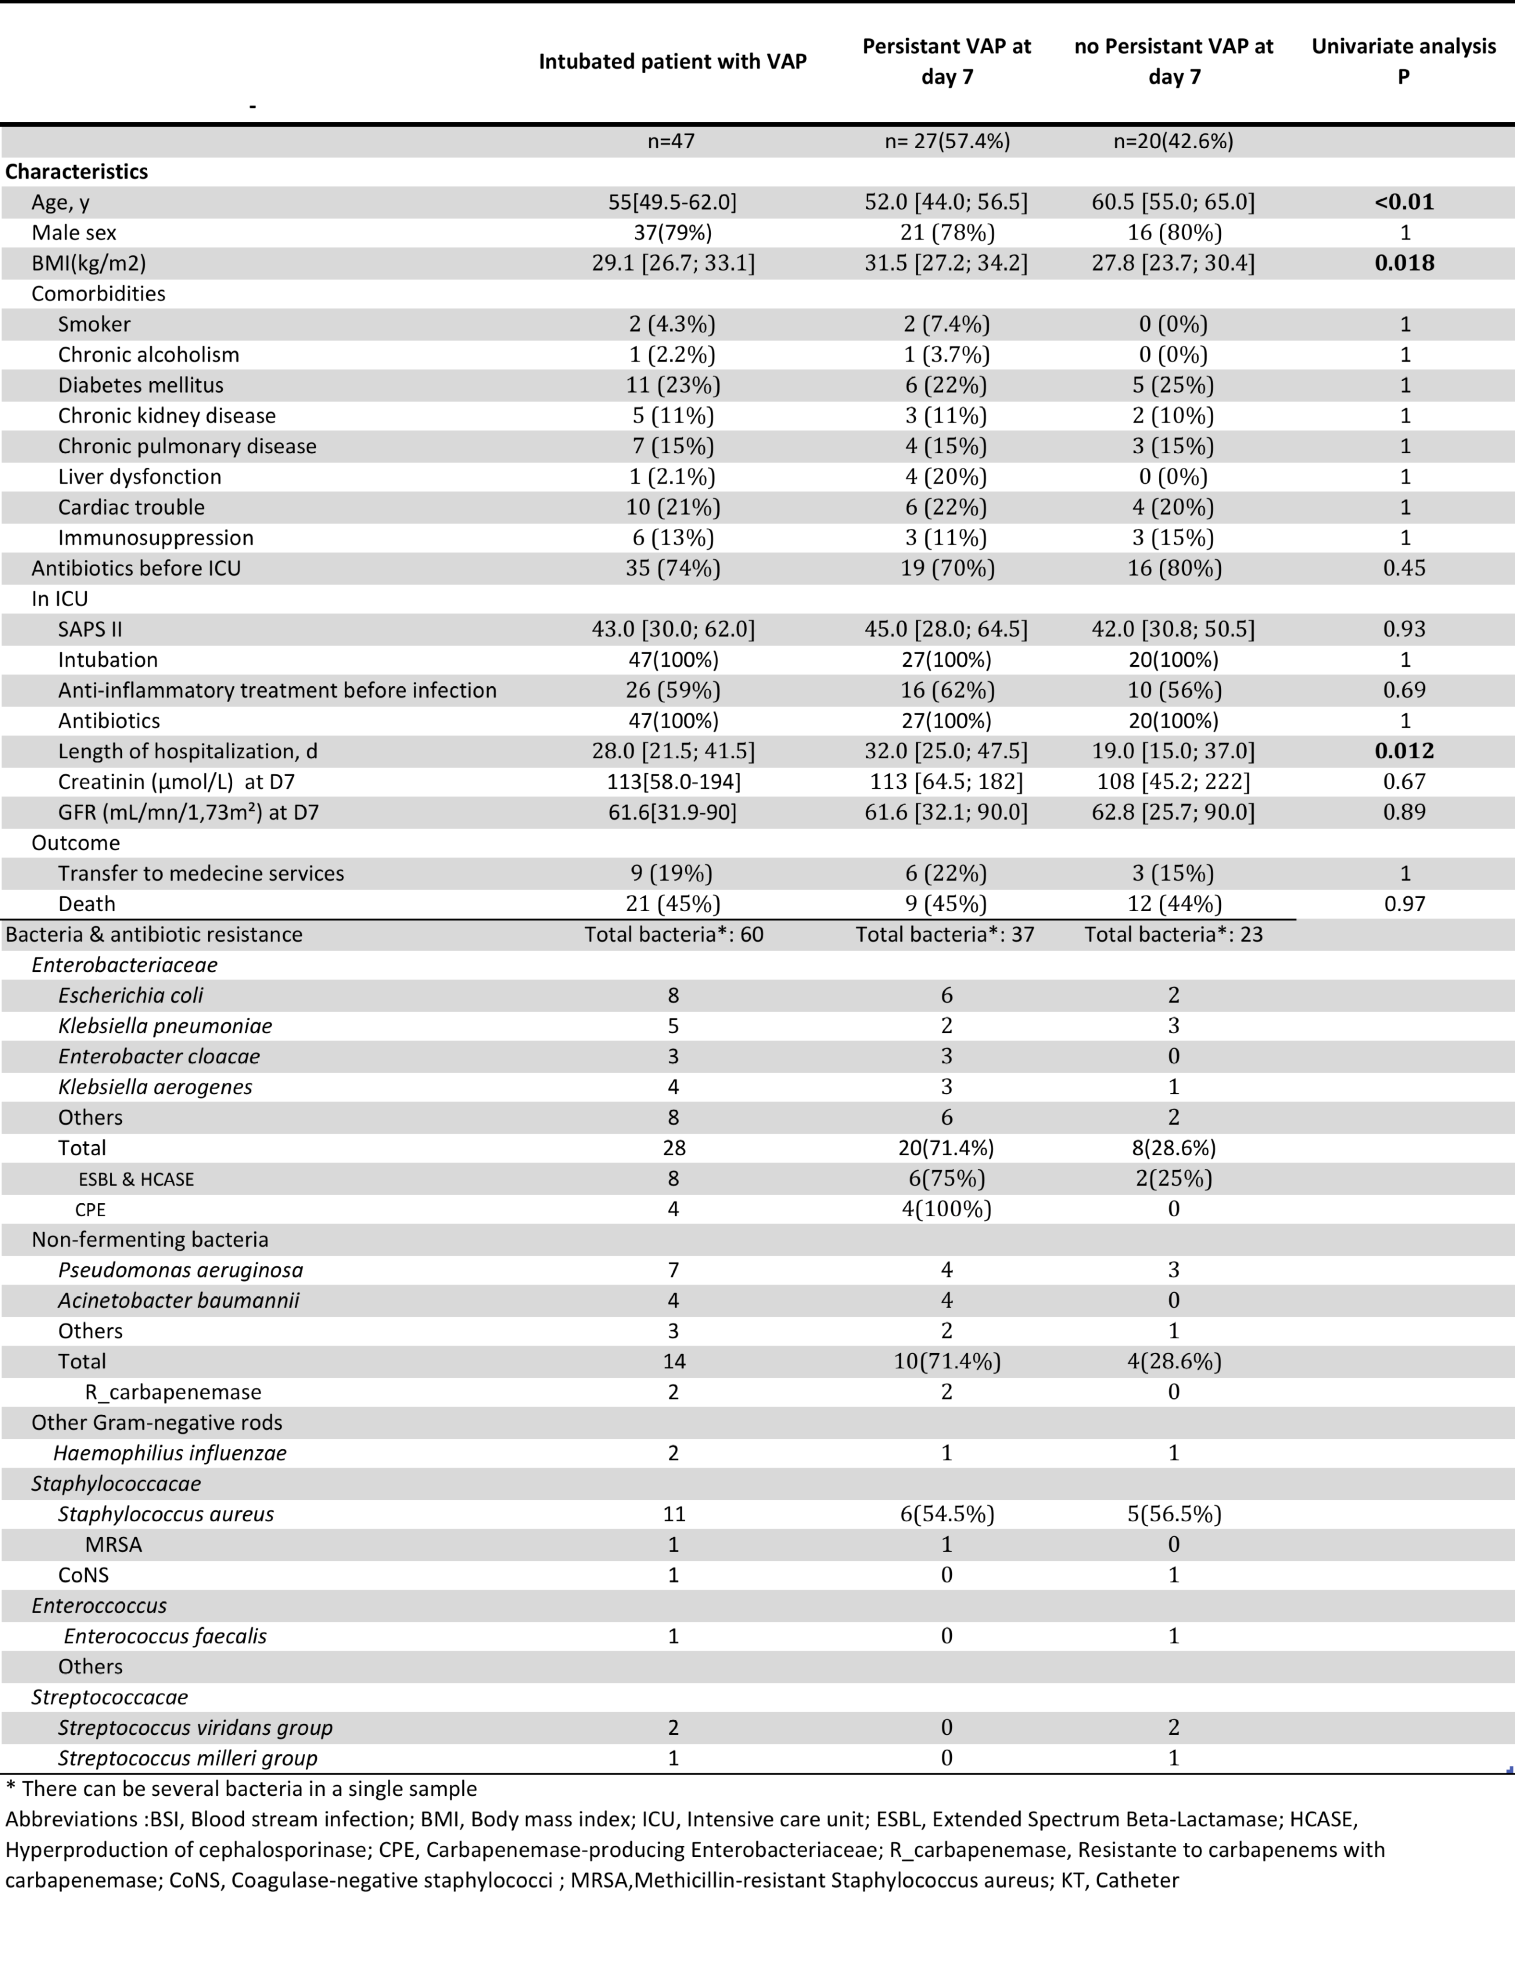 Intubated patient with VAP Persistant VAP at day 7 no Persistant VAP at day 7 Univariate analysis P
-
n=47 n= 27(57.4%) n=20(42.6%)
Characteristics
Age, y 55[49.5-62.0] 52.0 [44.0; 56.5] 60.5 [55.0; 65.0] <0.01
Male sex 37(79%) 21 (78%) 16 (80%) 1
BMI(kg/m2) 29.1 [26.7; 33.1] 31.5 [27.2; 34.2] 27.8 [23.7; 30.4] 0.018
Comorbidities
Smoker 2 (4.3%) 2 (7.4%) 0 (0%) 1
Chronic alcoholism 1 (2.2%) 1 (3.7%) 0 (0%) 1
Diabetes mellitus 11 (23%) 6 (22%) 5 (25%) 1
Chronic kidney disease 5 (11%) 3 (11%) 2 (10%) 1
Chronic pulmonary disease 7 (15%) 4 (15%) 3 (15%) 1
Liver dysfonction 1 (2.1%) 4 (20%) 0 (0%) 1
Cardiac trouble 10 (21%) 6 (22%) 4 (20%) 1
Immunosuppression 6 (13%) 3 (11%) 3 (15%) 1
Antibiotics before ICU 35 (74%) 19 (70%) 16 (80%) 0.45
In ICU
SAPS II 43.0 [30.0; 62.0] 45.0 [28.0; 64.5] 42.0 [30.8; 50.5] 0.93
Intubation 47(100%) 27(100%) 20(100%) 1
Anti-inflammatory treatment before infection 26 (59%) 16 (62%) 10 (56%) 0.69
Antibiotics 47(100%) 27(100%) 20(100%) 1
Length of hospitalization, d 28.0 [21.5; 41.5] 32.0 [25.0; 47.5] 19.0 [15.0; 37.0] 0.012
Creatinin (µmol/L) at D7 113[58.0-194] 113 [64.5; 182] 108 [45.2; 222] 0.67
GFR (mL/mn/1,73m²) at D7 61.6[31.9-90] 61.6 [32.1; 90.0] 62.8 [25.7; 90.0] 0.89
Outcome
Transfer to medecine services 9 (19%) 6 (22%) 3 (15%) 1
Death 21 (45%) 9 (45%) 12 (44%) 0.97
Bacteria & antibiotic resistance Total bacteria*: 60 Total bacteria*: 37 Total bacteria*: 23
Enterobacteriaceae
Escherichia coli 8 6 2
Klebsiella pneumoniae 5 2 3
Enterobacter cloacae 3 3 0
Klebsiella aerogenes 4 3 1
Others 8 6 2
Total 28 20(71.4%) 8(28.6%)
ESBL & HCASE 8 6(75%) 2(25%)
CPE 4 4(100%) 0
Non-fermenting bacteria
Pseudomonas aeruginosa 7 4 3
Acinetobacter baumannii 4 4 0
Others 3 2 1
Total 14 10(71.4%) 4(28.6%)
R_carbapenemase 2 2 0
Other Gram-negative rods
Haemophilius influenzae 2 1 1
Staphylococcacae
Staphylococcus aureus 11 6(54.5%) 5(56.5%)
MRSA 1 1 0
CoNS 1 0 1
Enteroccoccus
Enterococcus faecalis 1 0 1
Others
Streptococcacae
Streptococcus viridans group 2 0 2
Streptococcus milleri group 1 0 1
* There can be several bacteria in a single sample
Abbreviations :BSI, Blood stream infection; BMI, Body mass index; ICU, Intensive care unit; ESBL, Extended Spectrum Beta-Lactamase; HCASE,
Hyperproduction of cephalosporinase; CPE, Carbapenemase-producing Enterobacteriaceae; R_carbapenemase, Resistante to carbapenems with
carbapenemase; CoNS, Coagulase-negative staphylococci ; MRSA,Methicillin-resistant Staphylococcus aureus; KT, Catheter